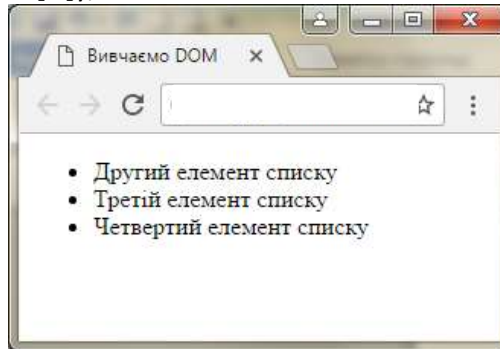 Вивчаємо DOM
Другий елемент списку
Третій елемент списку
Четвертий елемент списку